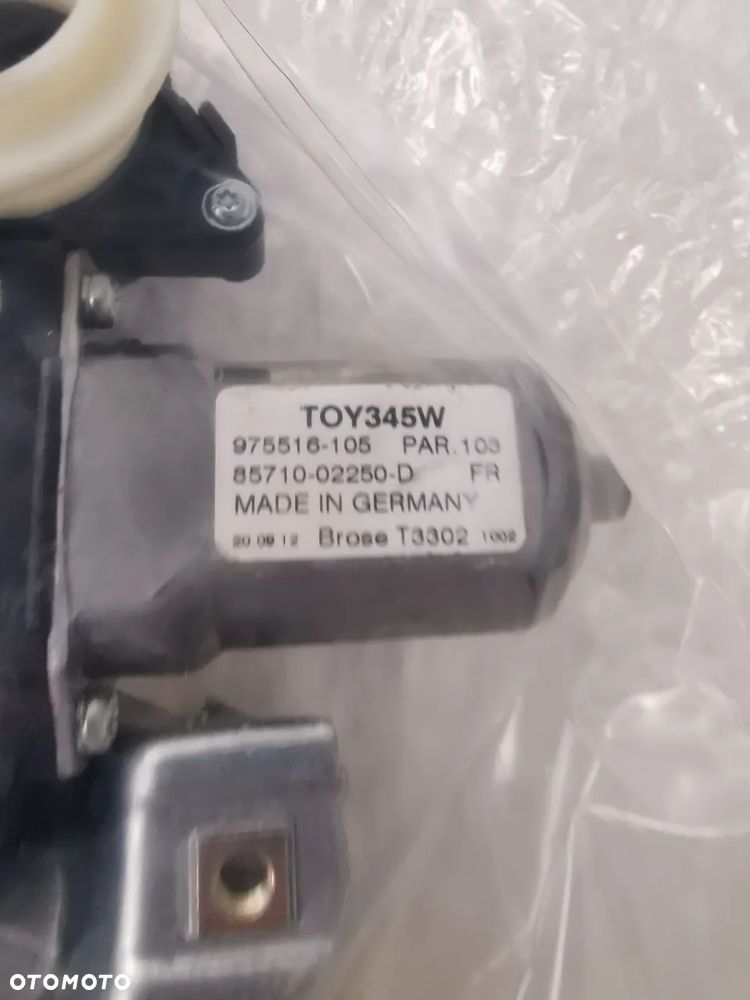 TOY345W
975516-105 PAR.103
85710-02250-D FR
MADE IN GERMANY
20 09 12 Brose T3302 1002
OTOMOTO